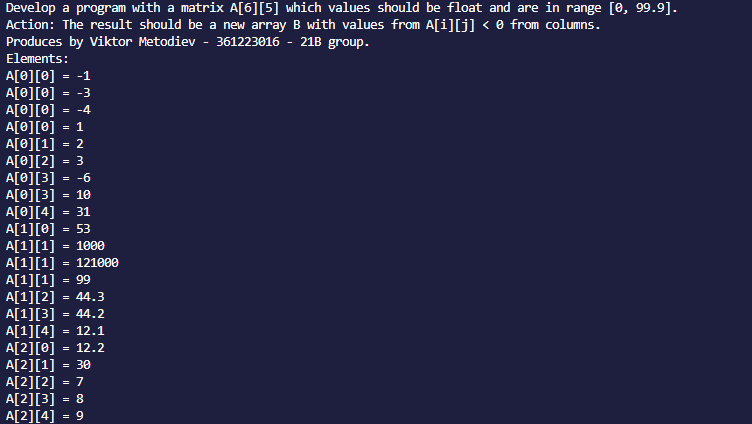 Develop a program with a matrix A[6][5] which values should be float and are in range [0, 99.9].
Action: The result should be a new array B with values from A[i][j] < 0 from columns.
Produces by Viktor Metodiev - 361223016 - 21B group.
Elements:
A[0][0] = -1
A[0][0] = -3
A[0][0] = -4
A[0][0] = 1
A[0][1] = 2
A[0][2] = 3
A[0][3] = -6
A[0][3] = 10
A[0][4] = 31
A[1][0] = 53
A[1][1] = 1000
A[1][1] = 121000
A[1][1] = 99
A[1][2] = 44.3
A[1][3] = 44.2
A[1][4] = 12.1
A[2][0] = 12.2
A[2][1] = 30
A[2][2] = 7
A[2][3] = 8
A[2][4] = 9